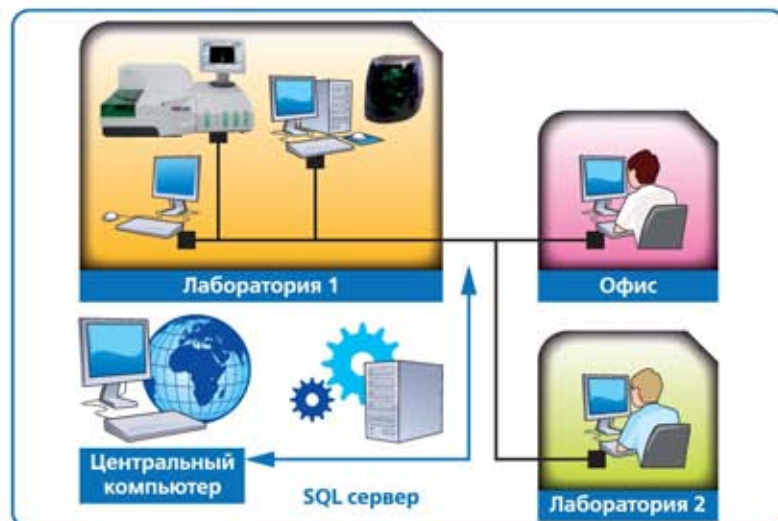 Лаборатория 1
Офис
Центральный
компьютер
SQL сервер
Лаборатория 2